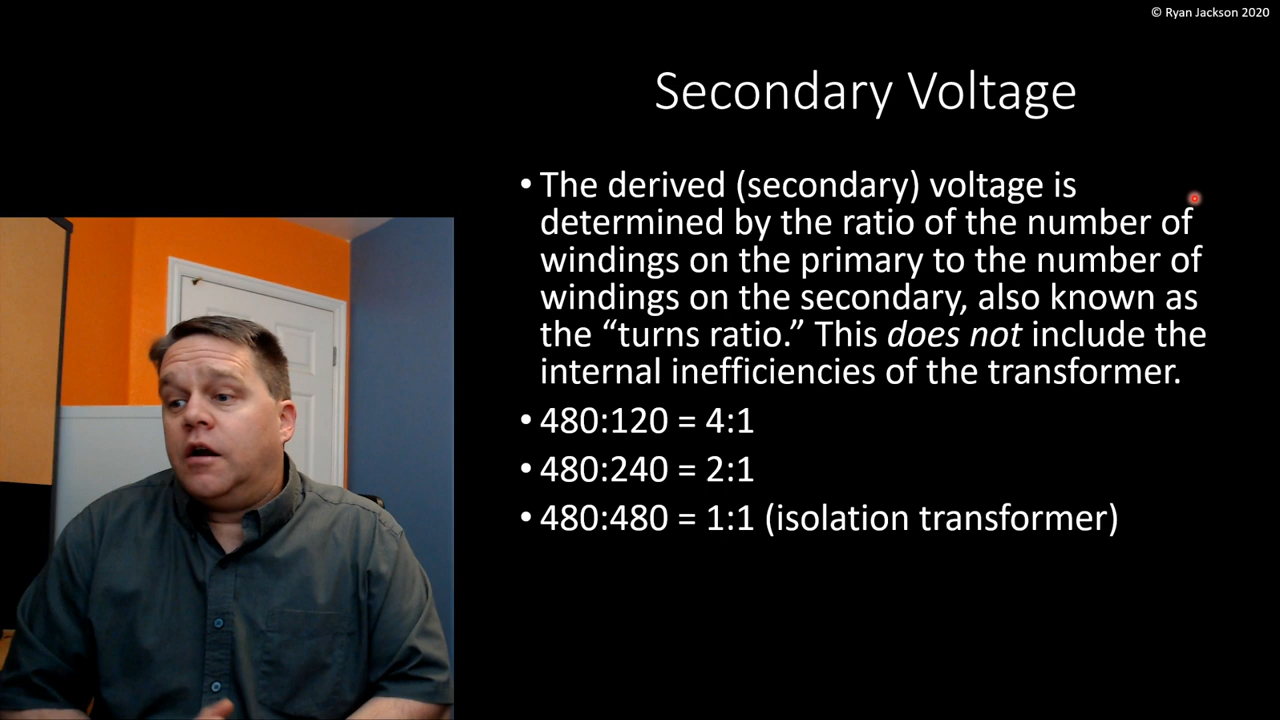 © Ryan Jackson 2020
Secondary Voltage
• The derived (secondary) voltage is
determined by the ratio of the number of
windings on the primary to the number of
windings on the secondary, also known as
the “turns ratio.” This does not include the
internal inefficiencies of the transformer.
• 480:120 = 4:1
• 480:240 = 2:1
• 480:480 = 1:1 (isolation transformer)